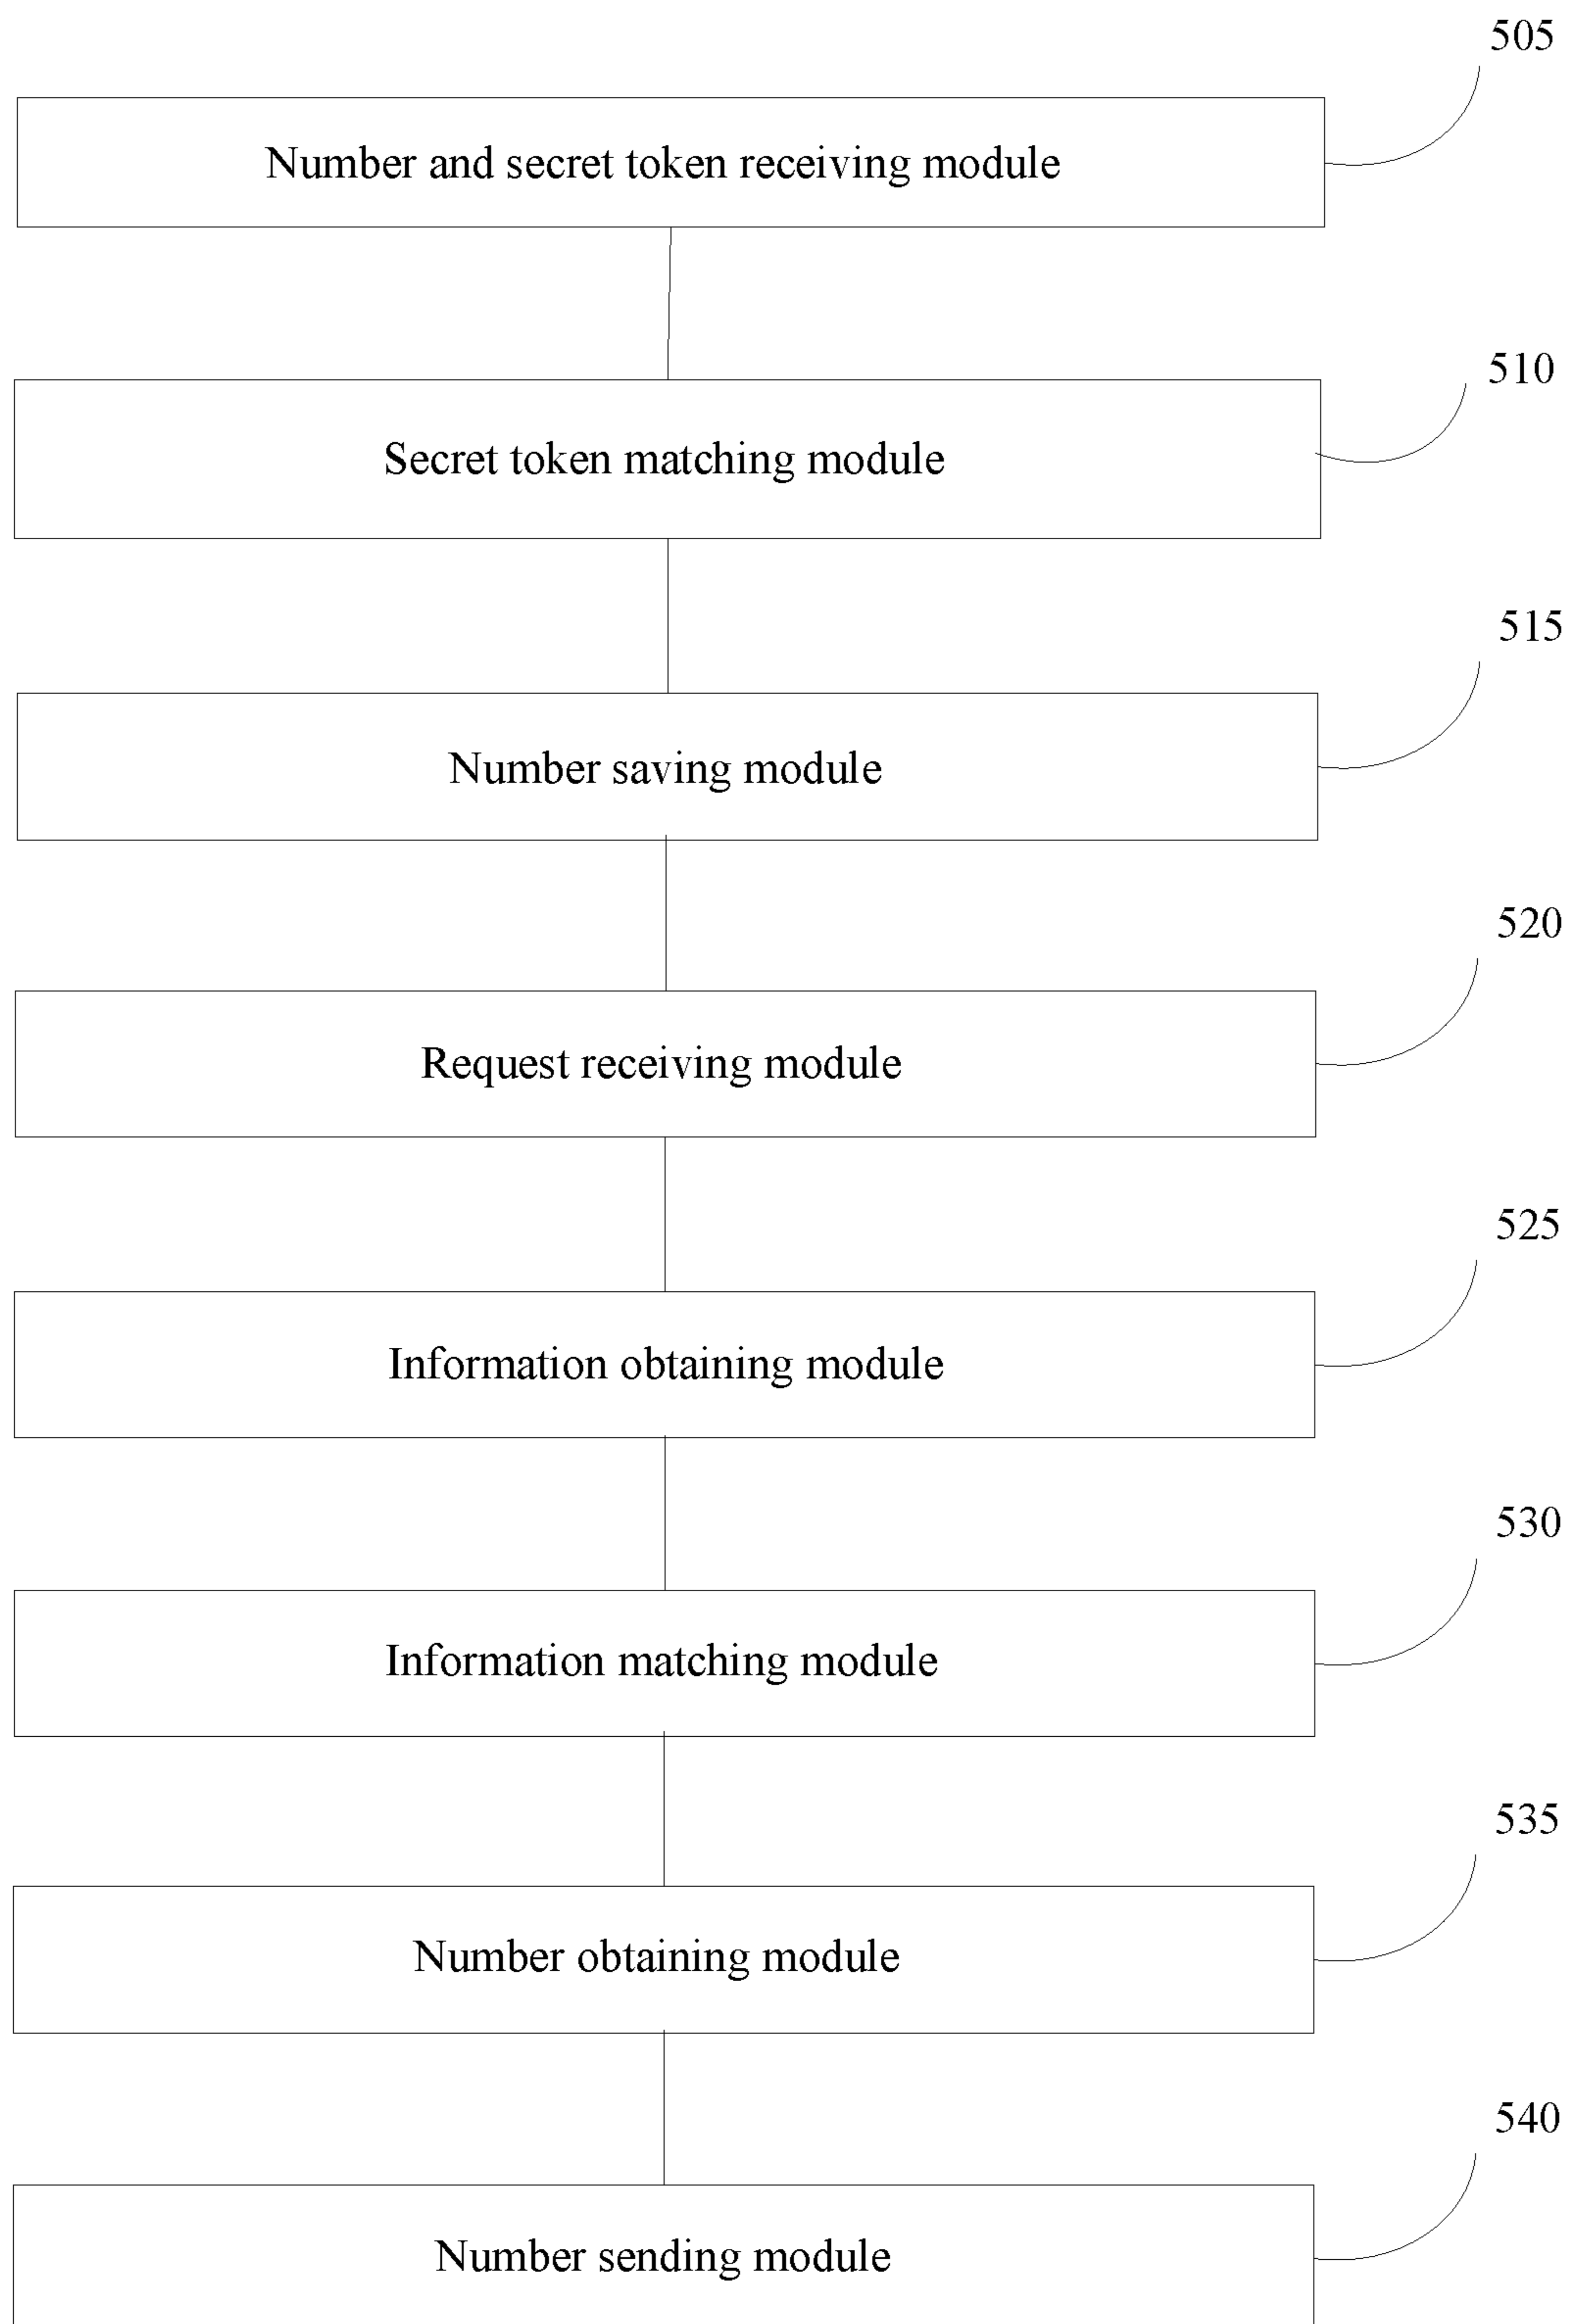 505
Number and secret token receiving module
510
Secret token matching module
515
Number saving module
520
Request receiving module
525
Information obtaining module
530
Information matching module
535
Number obtaining module
540
Number sending module